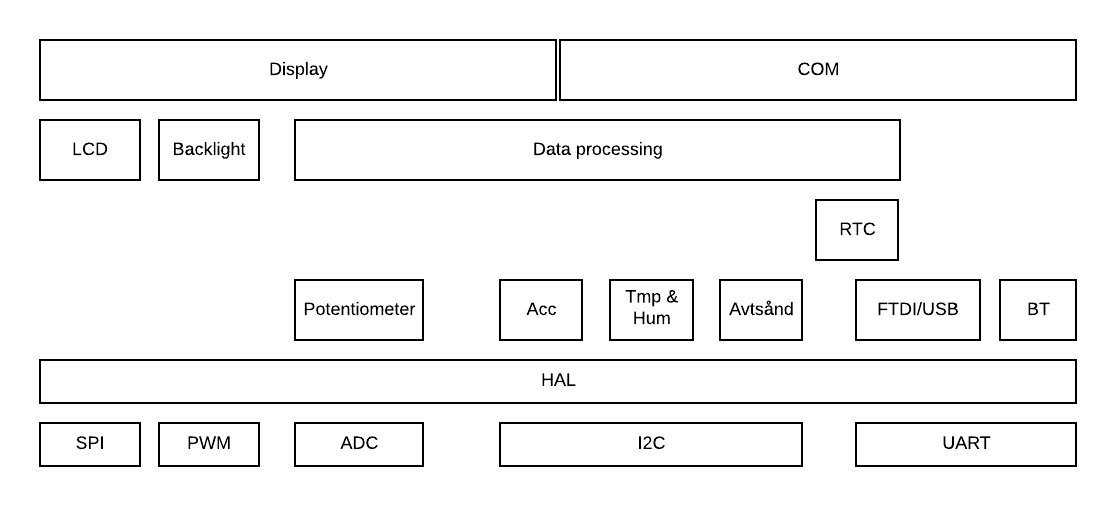 Display
COM
LCD
Backlight
Data processing
RTC
Potentiometer
Acc
Tmp &
Hum
Avtsånd
FTDI/USB
BT
HAL
SPI
PWM
ADC
I2C
UART